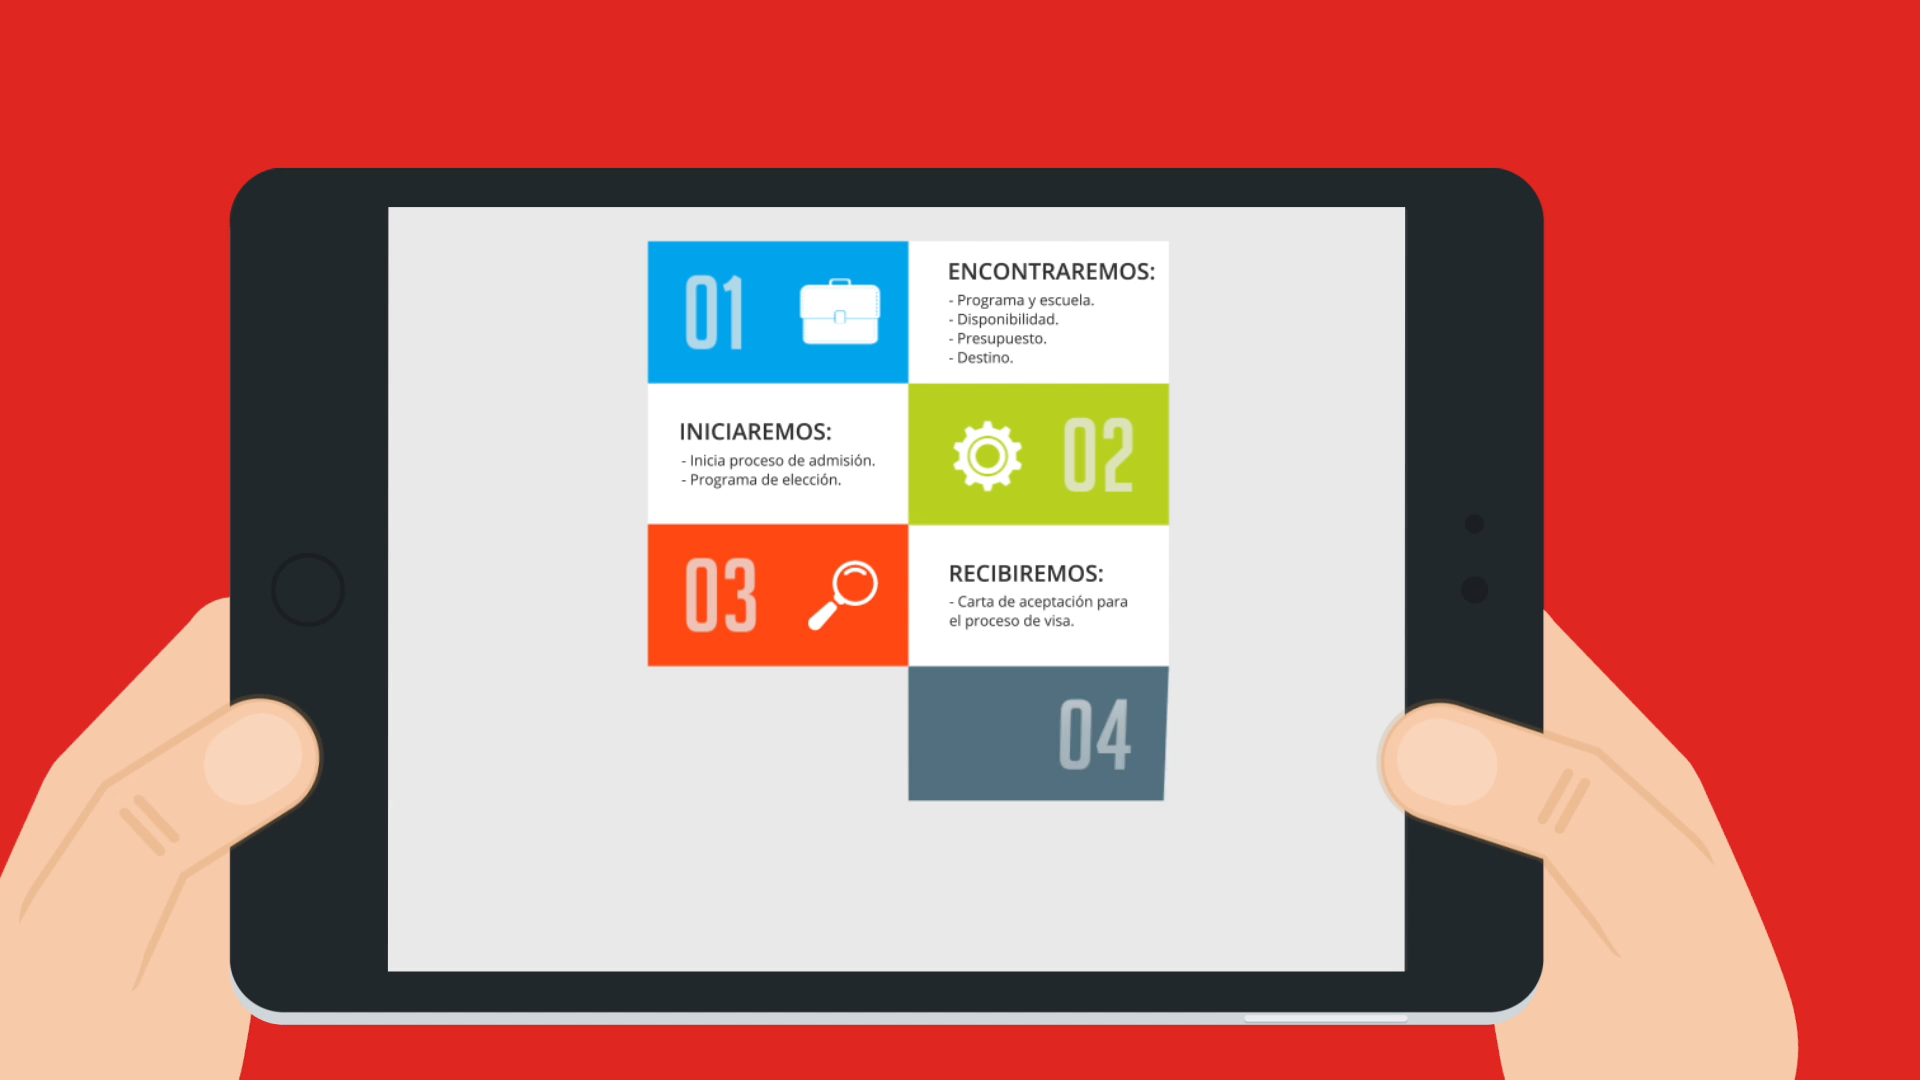 01
ENCONTRAREMOS:
- Programa y escuela.
- Disponibilidad.
- Presupuesto.
- Destino.
INICIAREMOS:
- Inicia proceso de admisión.
- Programa de elección.
02
03
RECIBIREMOS:
- Carta de aceptación para
el proceso de visa.
04